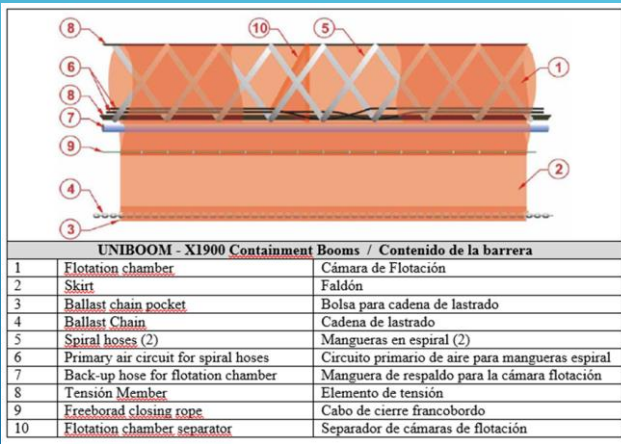 8
10
5
6
8
7
9
4
3
1
2
UNIBOOM - X1900 Containment Booms / Contenido de la barrera
1 Flotation chamber Cámara de Flotación
2 Skirt Faldón
3 Ballast chain pocket Bolsa para cadena de lastrado
4 Ballast Chain Cadena de lastrado
5 Spiral hoses (2) Mangueras en espiral (2)
6 Primary air circuit for spiral hoses Circuito primario de aire para mangueras espiral
7 Back-up hose for flotation chamber Manguera de respaldo para la cámara flotación
8 Tensión Member Elemento de tensión
9 Freeborad closing rope Cabo de cierre francobordo
10 Flotation chamber separator Separador de cámaras de flotación